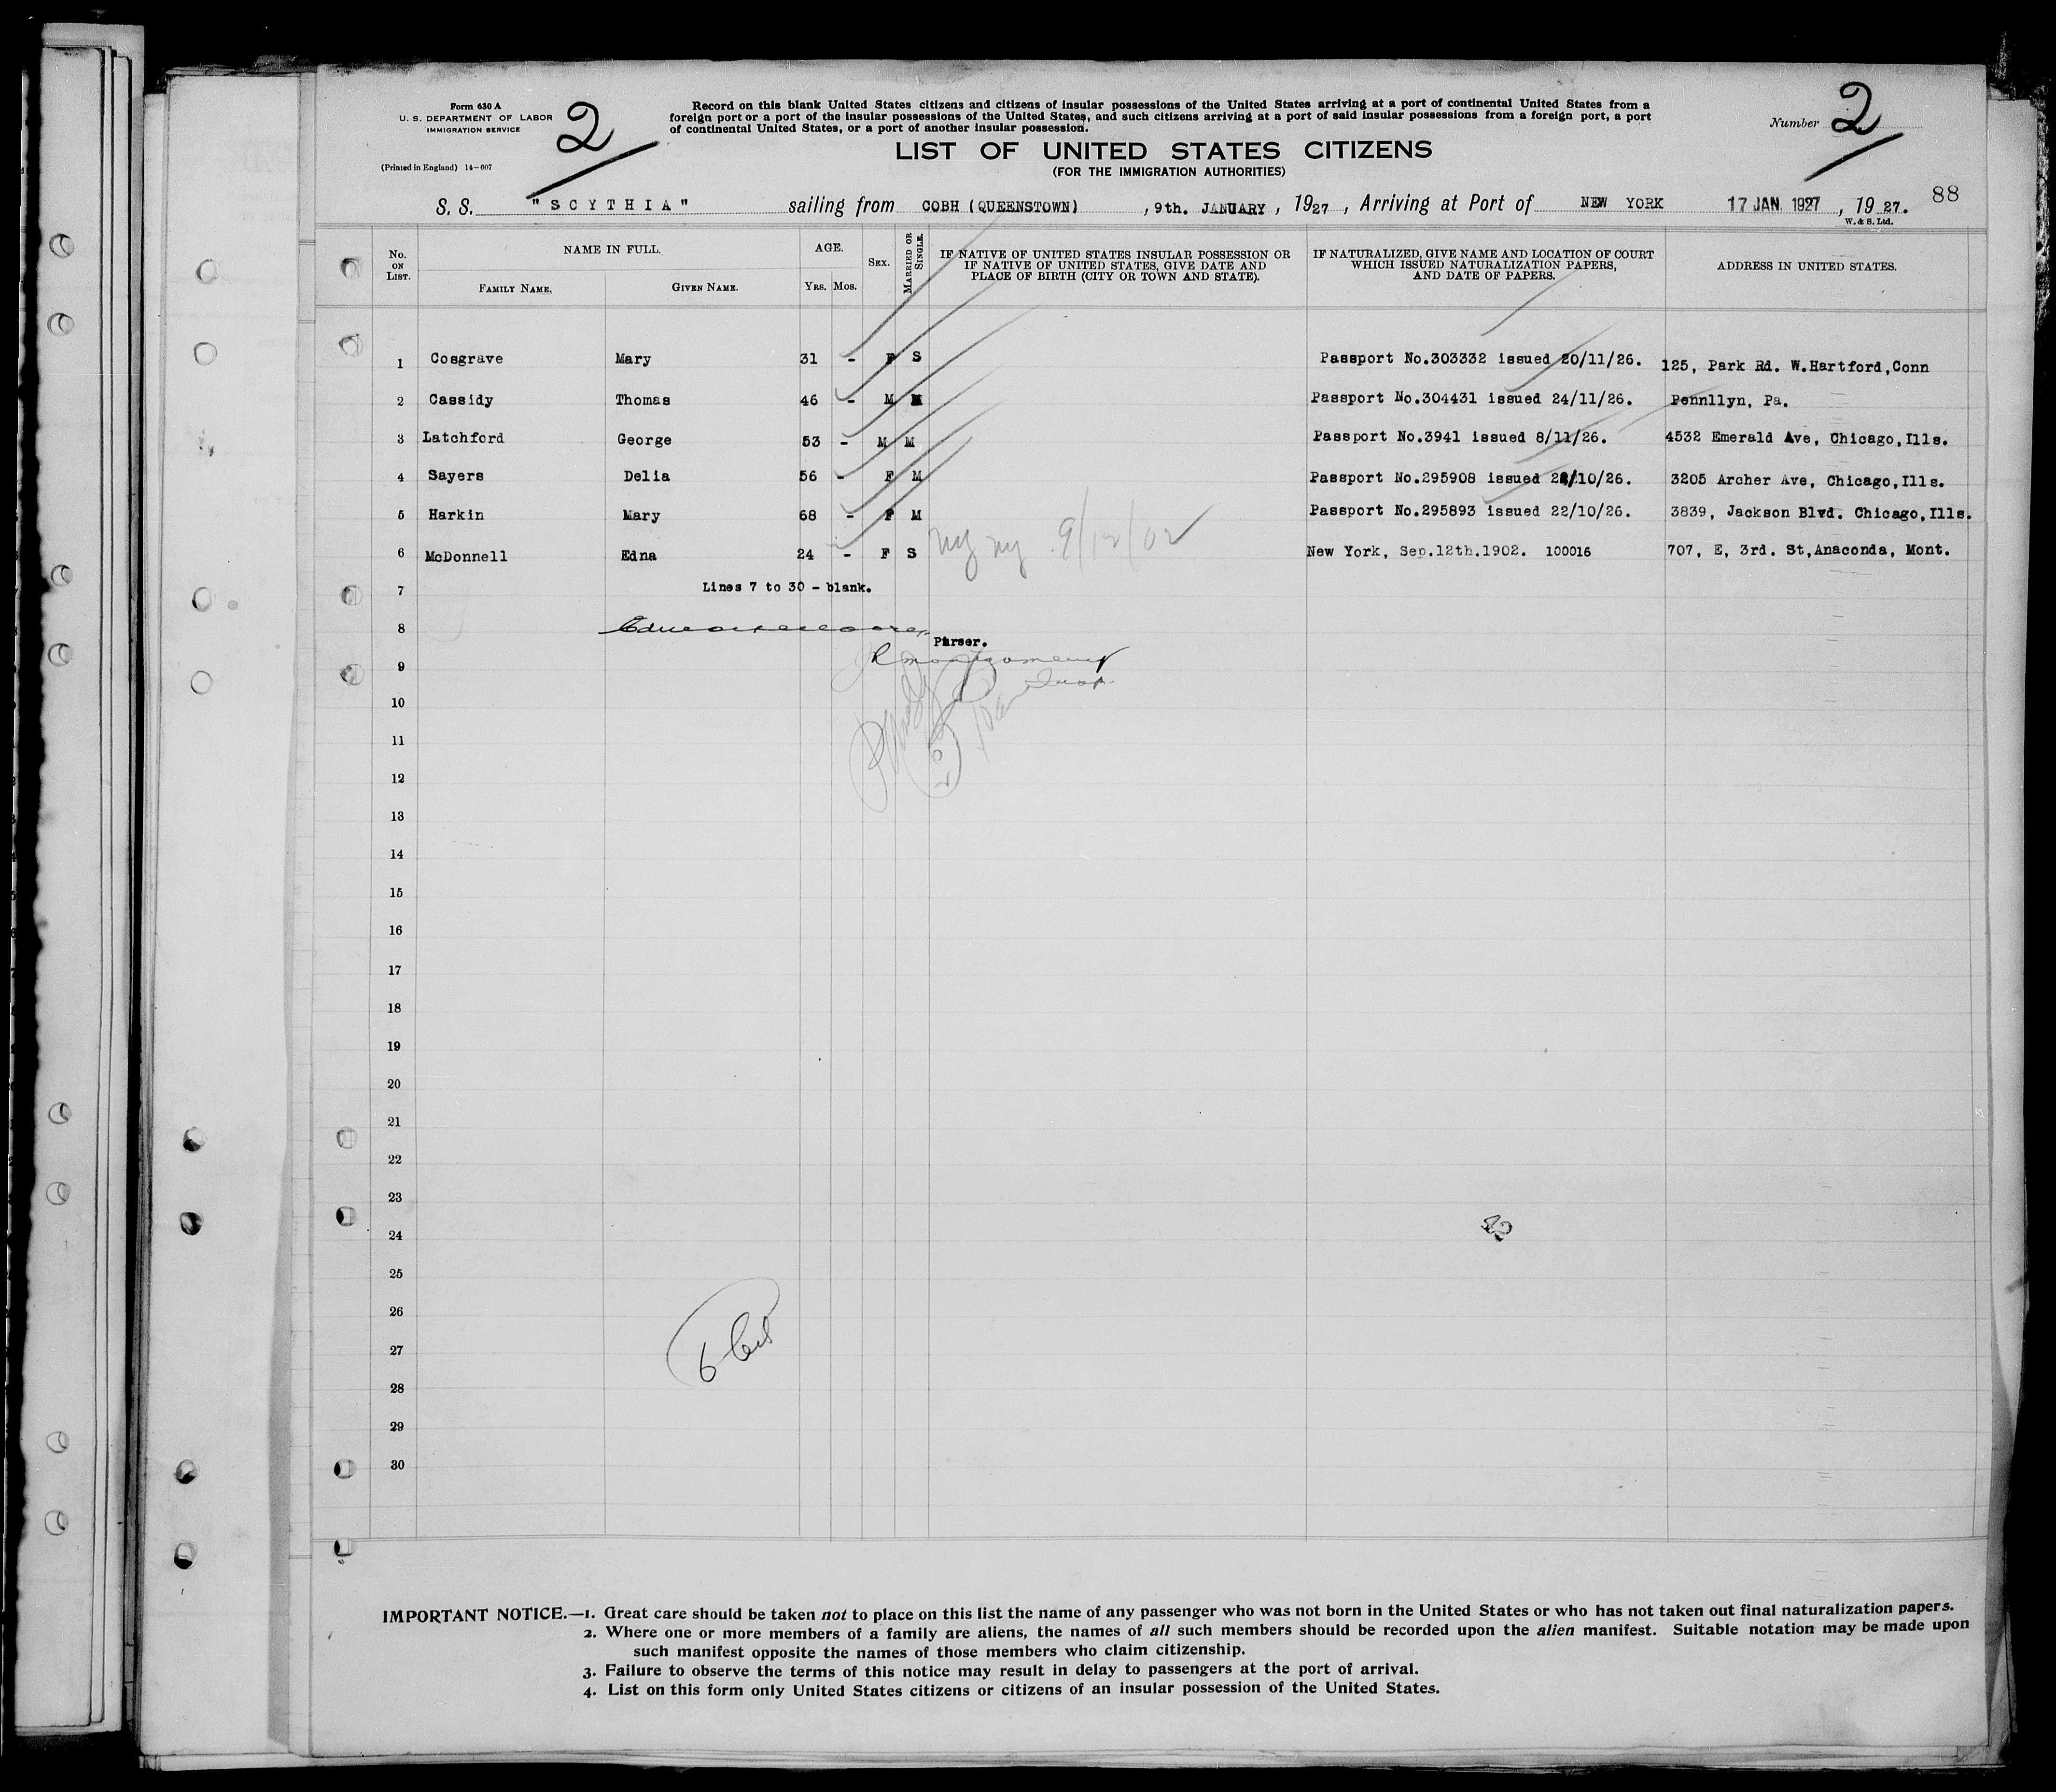 Form 630 A
U. S. DEPARTMENT OF LABOR
IMMIGRATION SERVICE
(Printed in England) 14-607
2
Record on this blank United States citizens and citizens of insular possessions of the United States arriving at a port of continental United States from a
foreign port or a port of the insular possessions of the United States, and such citizens arriving at a port of said insular possessions from a foreign port, a port
of continental United States, or a port of another insular possession.
Number 2
LIST OF UNITED STATES CITIZENS
(FOR THE IMMIGRATION AUTHORITIES)
S. S. "SCYTHIA" sailing from COBH (QUEENSTOWN) , 9th. JANUARY , 1927 , Arriving at Port of NEW YORK 17 JAN 1927 , 19 27. 88
W. & S. Ltd.
No. ON LIST. NAME IN FULL. AGE. SEX. MARRIED OR SINGLE. IF NATIVE OF UNITED STATES INSULAR POSSESSION OR IF NATIVE OF UNITED STATES, GIVE DATE AND PLACE OF BIRTH (CITY OR TOWN AND STATE). IF NATURALIZED, GIVE NAME AND LOCATION OF COURT WHICH ISSUED NATURALIZATION PAPERS, AND DATE OF PAPERS. ADDRESS IN UNITED STATES.
FAMILY NAME. GIVEN NAME. YRS. MOS.
1 Cosgrave Mary 31 - F S Passport No.303332 issued 20/11/26. 125, Park Rd. W.Hartford,Conn
2 Cassidy Thomas 46 - M M Passport No.304431 issued 24/11/26. Pennllyn, Pa.
3 Latchford George 53 - M M Passport No.3941 issued 8/11/26. 4532 Emerald Ave, Chicago,Ills.
4 Sayers Delia 56 - F M Passport No.295908 issued 22/10/26. 3205 Archer Ave, Chicago,Ills.
5 Harkin Mary 68 - F M Passport No.295893 issued 22/10/26. 3839, Jackson Blvd. Chicago,Ills.
6 McDonnell Edna 24 - F S ny ny 9/12/02 New York, Sep.12th.1902. 100016 707, E, 3rd. St,Anaconda, Mont.
7 Lines 7 to 30 - blank.
8
Purser.
9
10
11
12
13
14
15
16
17
18
19
20
21
22
23
24
25
26
27
28
29
30
IMPORTANT NOTICE.—1. Great care should be taken not to place on this list the name of any passenger who was not born in the United States or who has not taken out final naturalization papers.
2. Where one or more members of a family are aliens, the names of all such members should be recorded upon the alien manifest. Suitable notation may be made upon
such manifest opposite the names of those members who claim citizenship.
3. Failure to observe the terms of this notice may result in delay to passengers at the port of arrival.
4. List on this form only United States citizens or citizens of an insular possession of the United States.